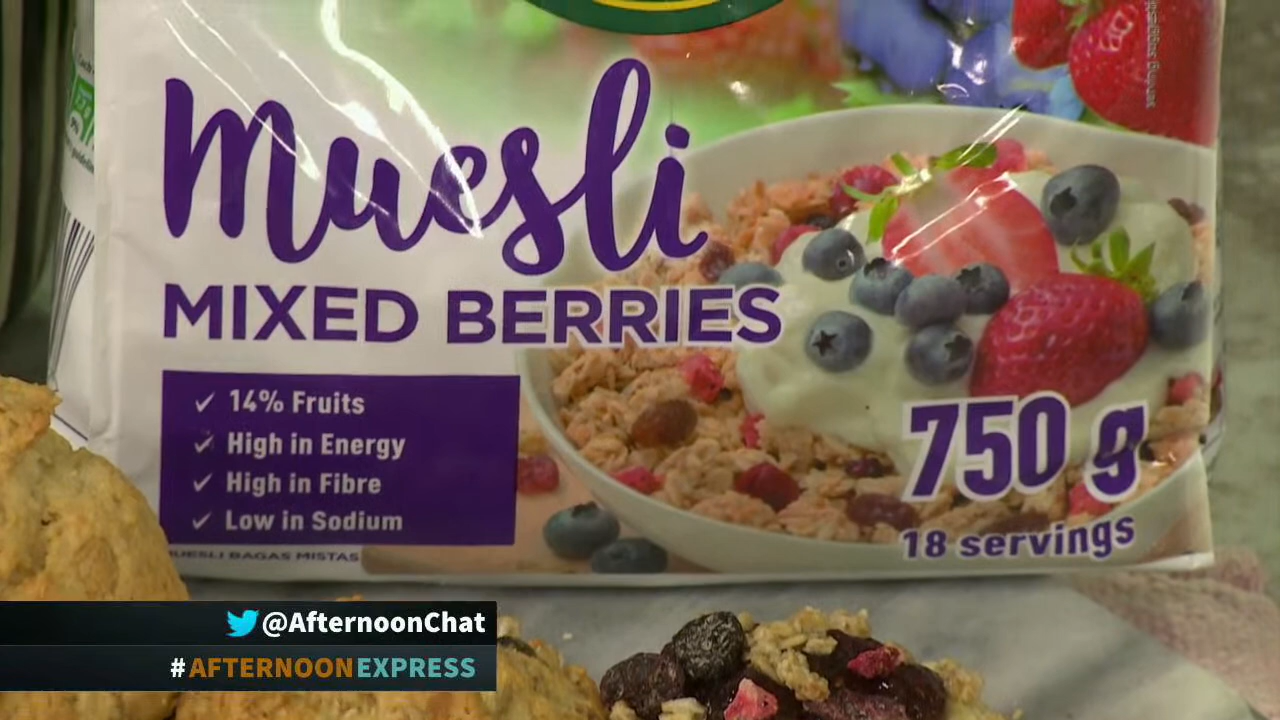 Muesli
MIXED BERRIES
✓ 14% Fruits
✓ High in Energy
✓ High in Fibre
✓ Low in Sodium
MUESLI BAGAS MISTAS
750 g
18 servings
@AfternoonChat
#AFTERNOONEXPRESS